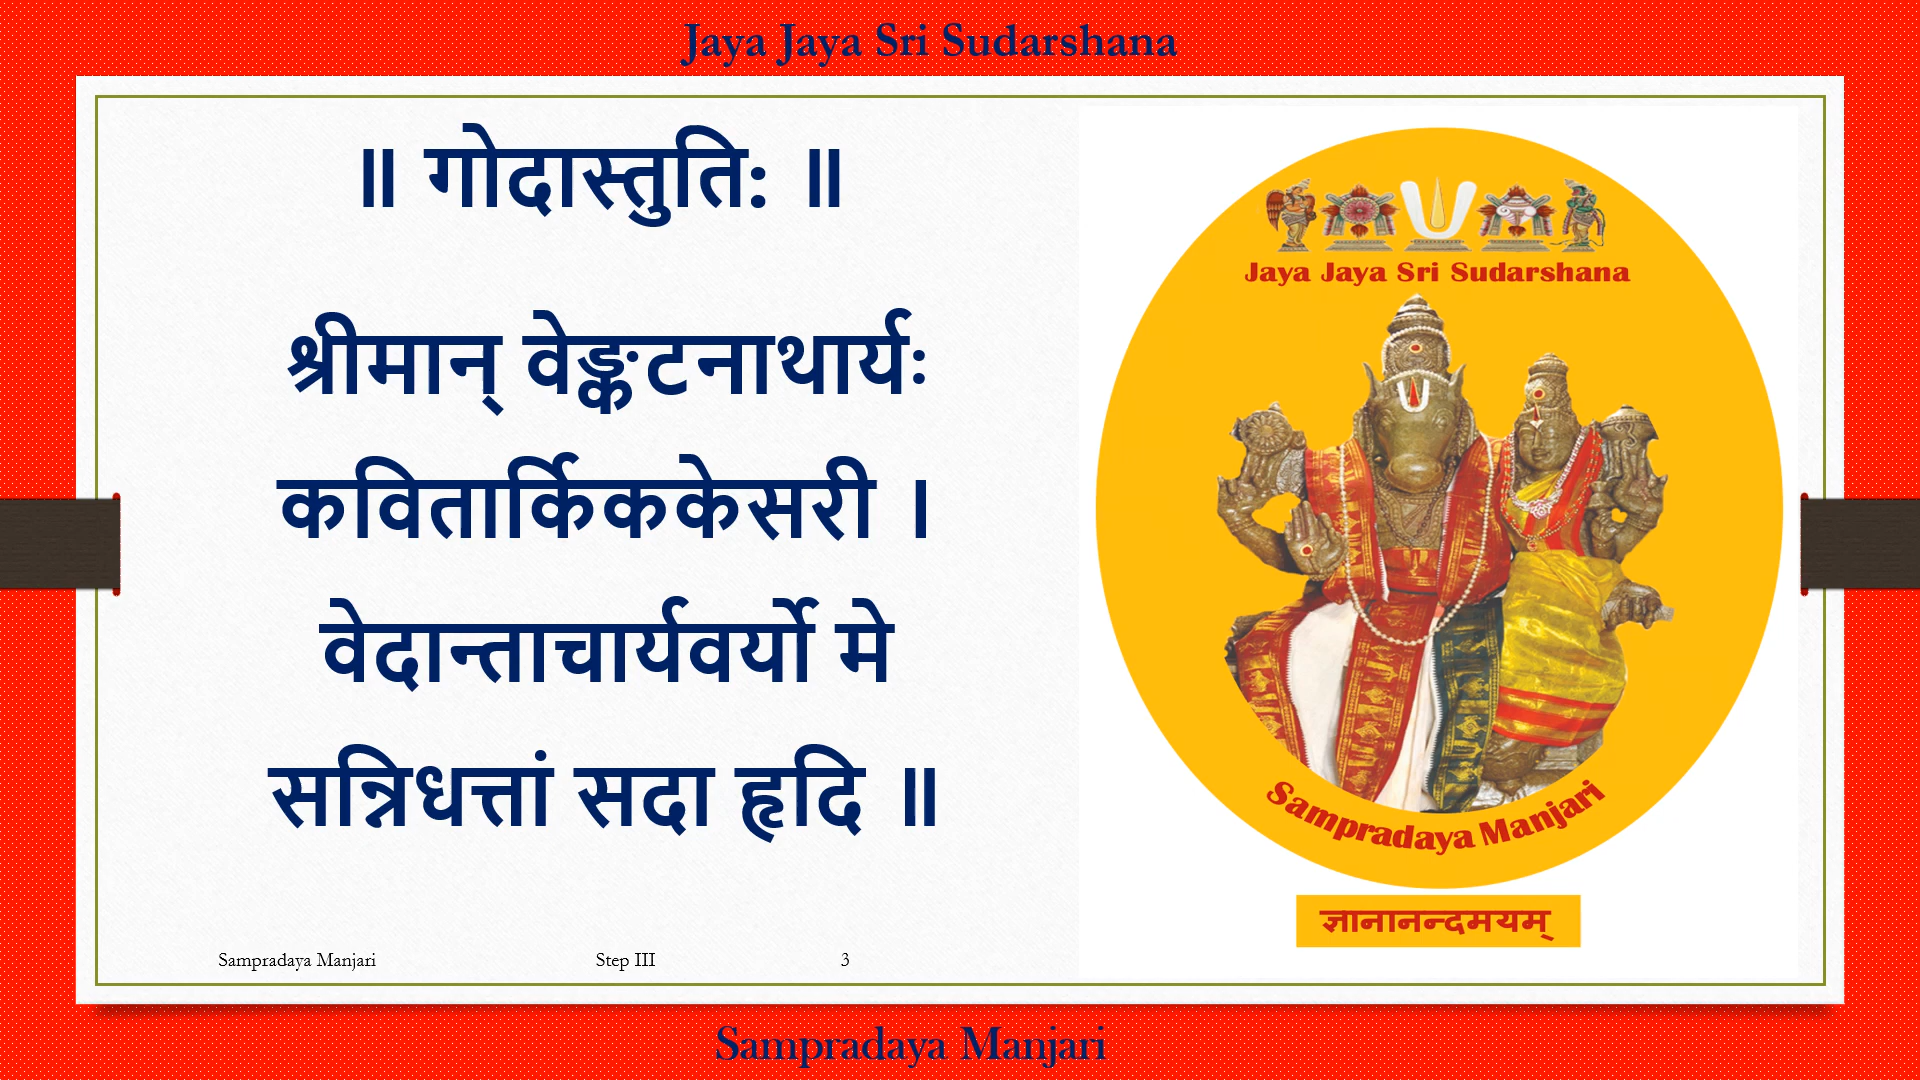 Jaya Jaya Sri Sudarshana
॥ गोदास्तुति: ॥
श्रीमान् वेङ्कटनाथार्यः
कवितार्किककेसरी ।
वेदान्ताचार्यवर्यो मे
सन्निधत्तां सदा हृदि ॥
Jaya Jaya Sri Sudarshana
Sampradaya Manjari
ज्ञानानन्दमयम्
Sampradaya Manjari Step III 3
Sampradaya Manjari